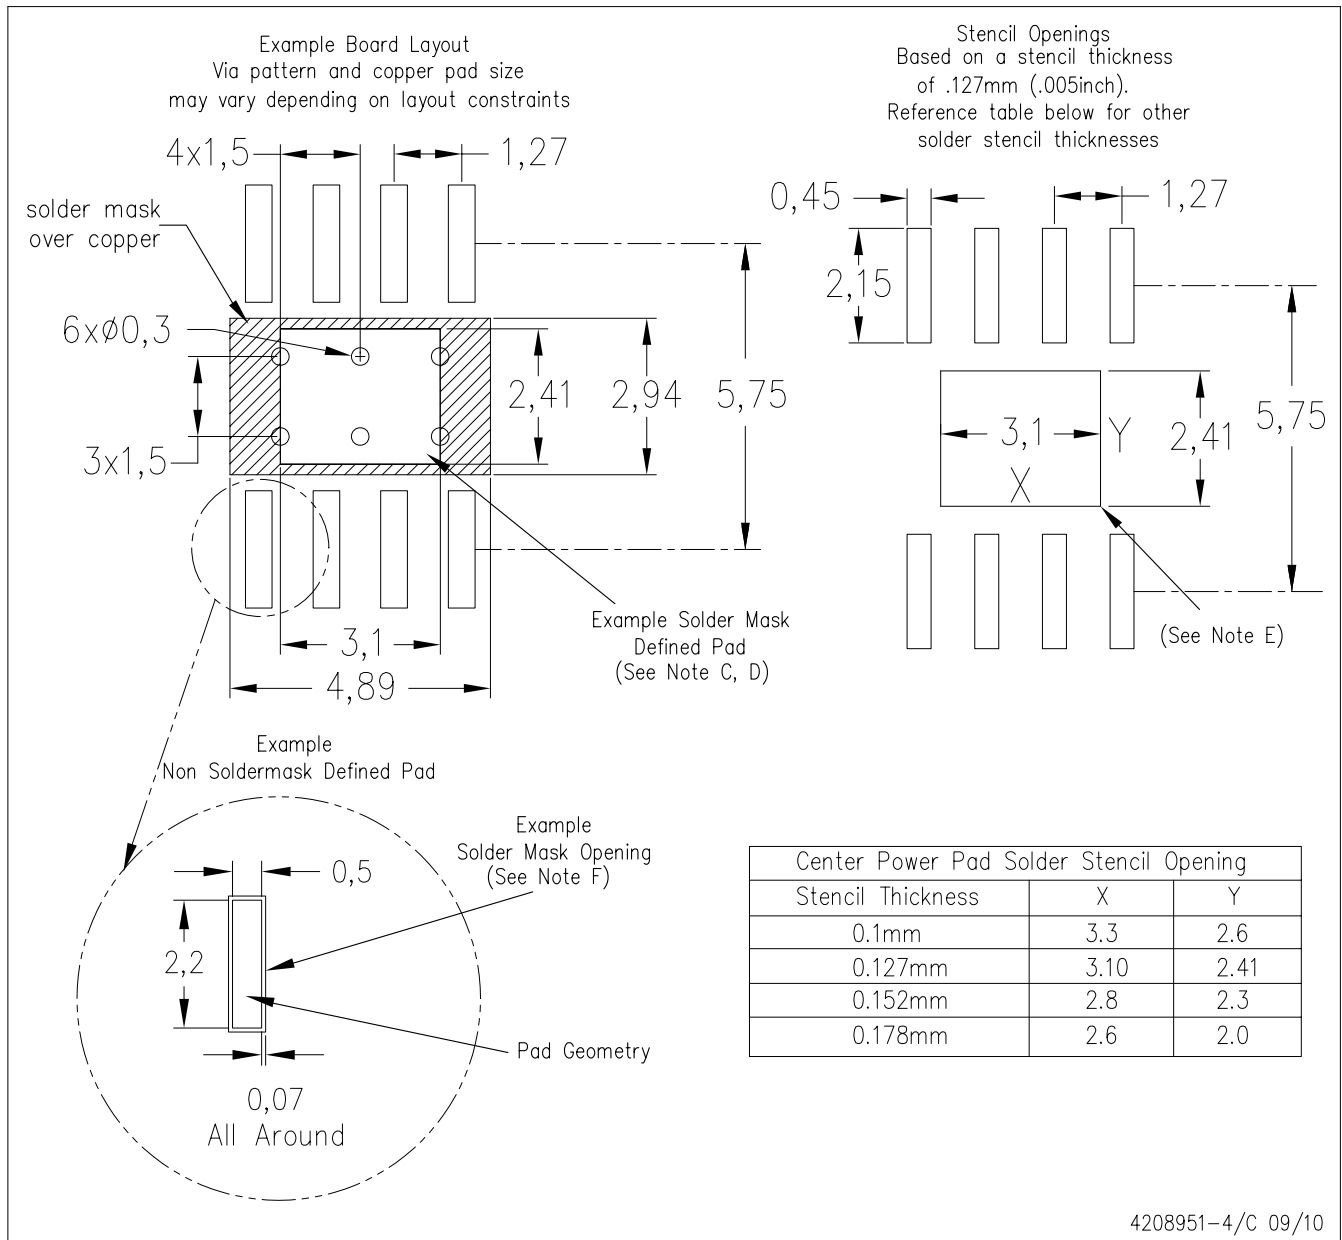 Example Board Layout
Via pattern and copper pad size
may vary depending on layout constraints
4x1,5
1,27
solder mask
over copper
6xø0,3
3x1,5
2,41
2,94
5,75
3,1
4,89
Example Solder Mask
Defined Pad
(See Note C, D)
Stencil Openings
Based on a stencil thickness
of .127mm (.005inch).
Reference table below for other
solder stencil thicknesses
0,45
1,27
2,15
3,1
X
Y
2,41
5,75
(See Note E)
Example
Non Soldermask Defined Pad
Example
Solder Mask Opening
(See Note F)
0,5
2,2
Pad Geometry
0,07
All Around
Center Power Pad Solder Stencil Opening
Stencil Thickness X Y
0.1mm 3.3 2.6
0.127mm 3.10 2.41
0.152mm 2.8 2.3
0.178mm 2.6 2.0
4208951-4/C 09/10